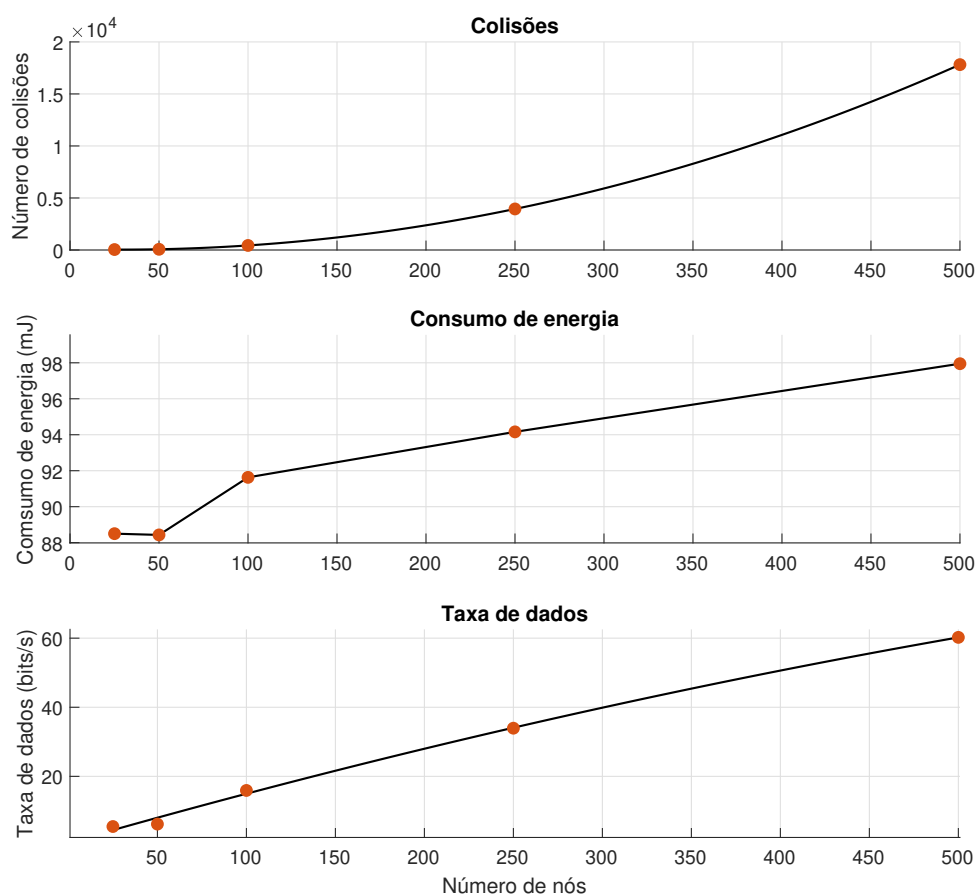 Colisões
×10⁴
Número de colisões
2
1.5
1
0.5
0
0 50 100 150 200 250 300 350 400 450 500
Consumo de energia
Comsumo de energia (mJ)
98
96
94
92
90
88
0 50 100 150 200 250 300 350 400 450 500
Taxa de dados
Taxa de dados (bits/s)
60
40
20
50 100 150 200 250 300 350 400 450 500
Número de nós